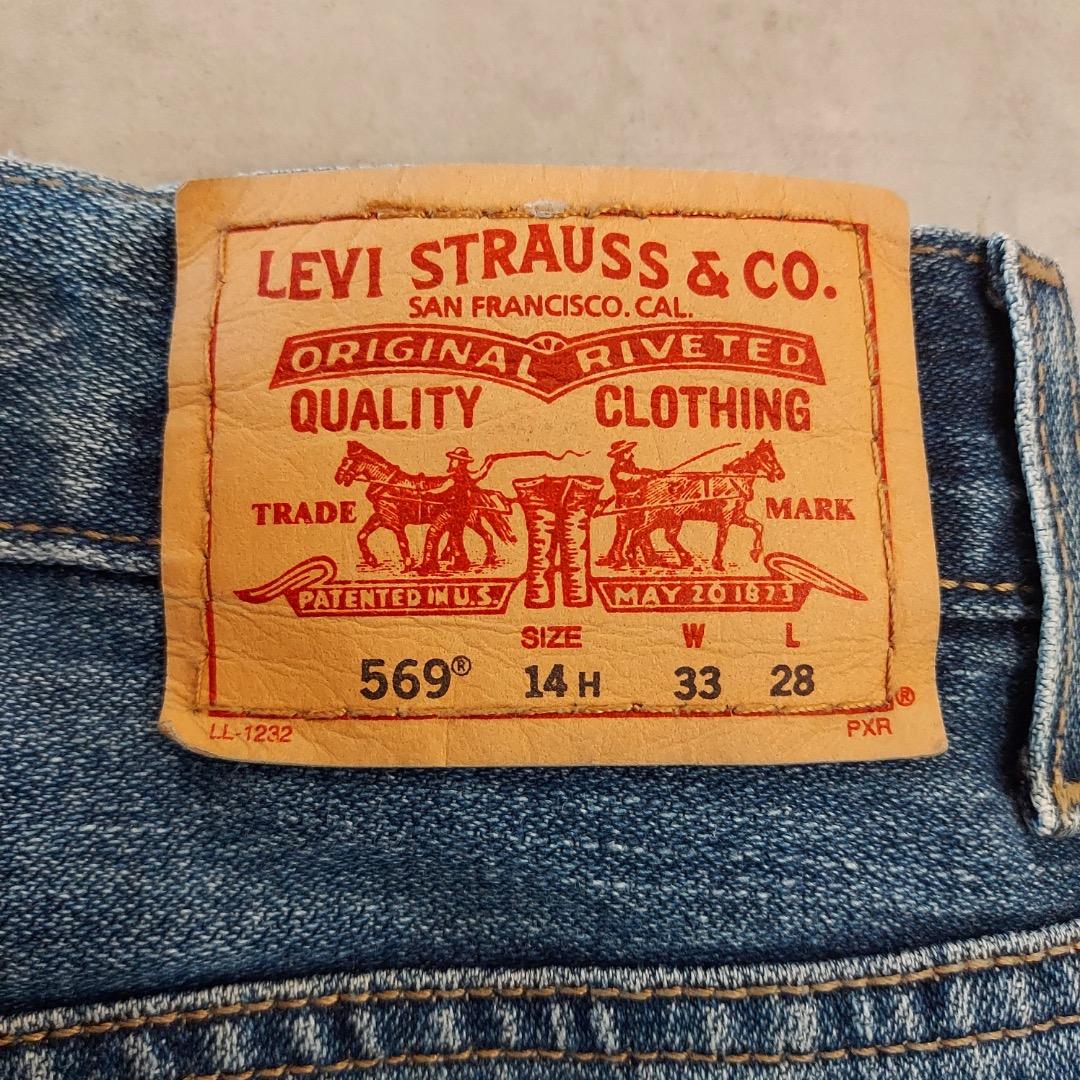 LEVI STRAUSS & CO.
SAN FRANCISCO. CAL.
ORIGINAL RIVETED
QUALITY CLOTHING
TRADE MARK
PATENTED IN U.S. MAY 20 1873
SIZE W L
569® 14 H 33 28
®
LL-1232 PXR